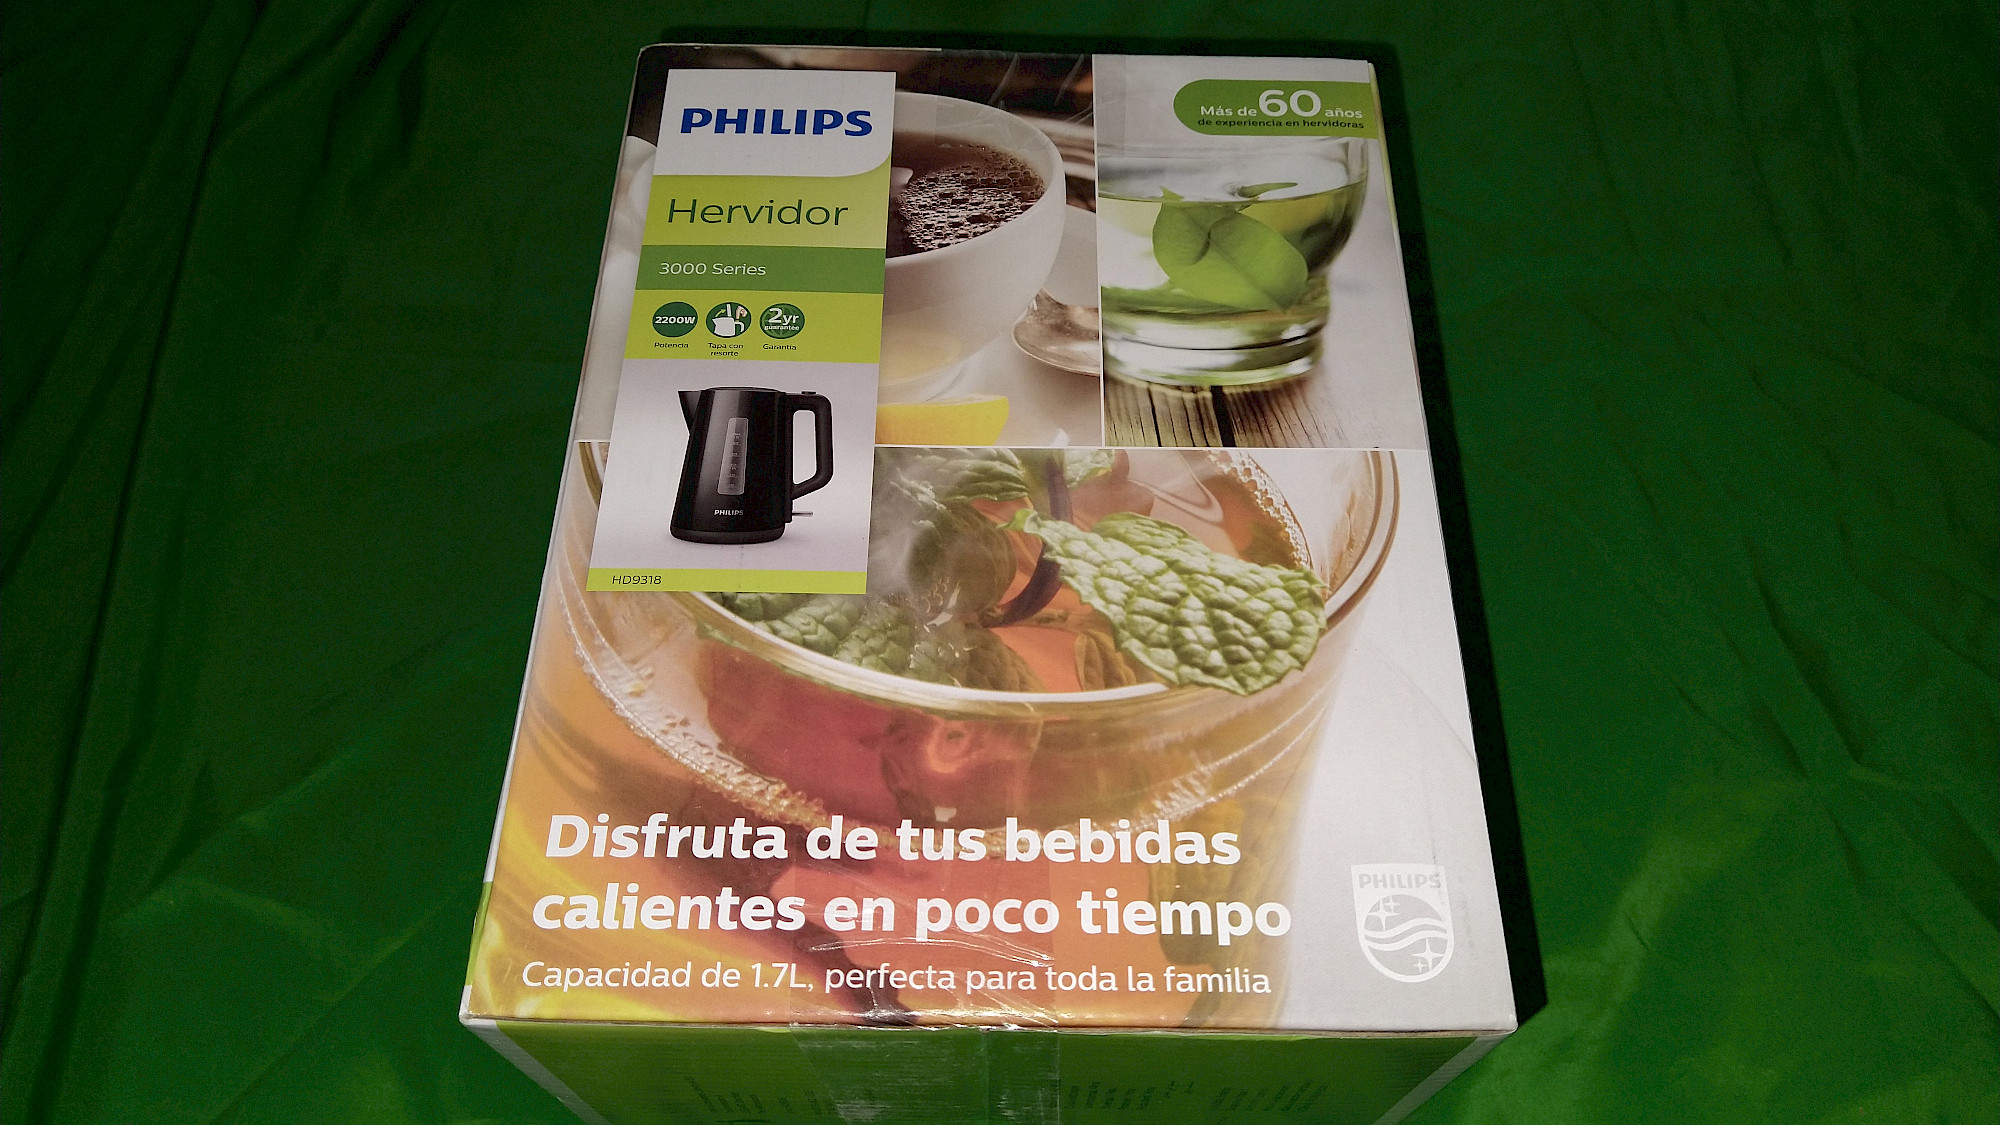 PHILIPS
Más de 60 años
de experiencia en hervidoras
Hervidor
3000 Series
2200W
2yr
guarantee
Potencia
Tapa con
resorte
Garantía
PHILIPS
HD9318
Disfruta de tus bebidas
calientes en poco tiempo
Capacidad de 1.7L, perfecta para toda la familia
PHILIPS